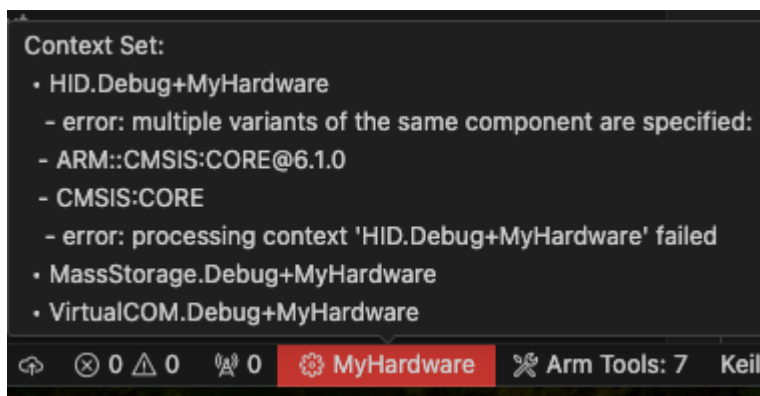 Context Set:
• HID.Debug+MyHardware
– error: multiple variants of the same component are specified:
– ARM::CMSIS:CORE@6.1.0
– CMSIS:CORE
– error: processing context 'HID.Debug+MyHardware' failed
• MassStorage.Debug+MyHardware
• VirtualCOM.Debug+MyHardware
0 0 0 MyHardware Arm Tools: 7 Keil